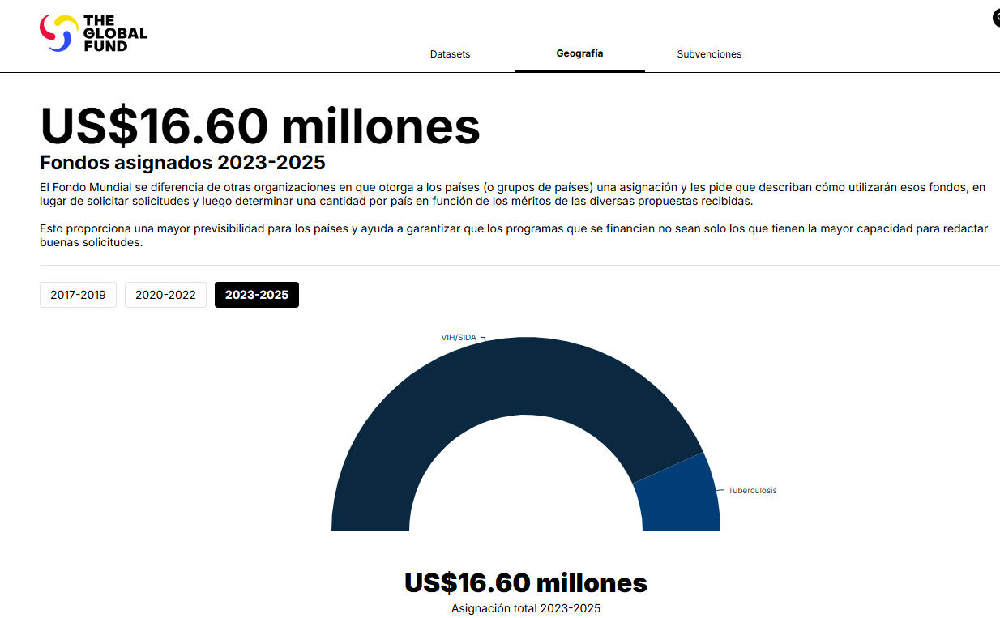 THE
GLOBAL
FUND
Datasets
Geografía
Subvenciones
US$16.60 millones
Fondos asignados 2023-2025
El Fondo Mundial se diferencia de otras organizaciones en que otorga a los países (o grupos de países) una asignación y les pide que describan cómo utilizarán esos fondos, en
lugar de solicitar solicitudes y luego determinar una cantidad por país en función de los méritos de las diversas propuestas recibidas.
Esto proporciona una mayor previsibilidad para los países y ayuda a garantizar que los programas que se financian no sean solo los que tienen la mayor capacidad para redactar
buenas solicitudes.
2017-2019
2020-2022
2023-2025
VIH/SIDA
Tuberculosis
US$16.60 millones
Asignación total 2023-2025